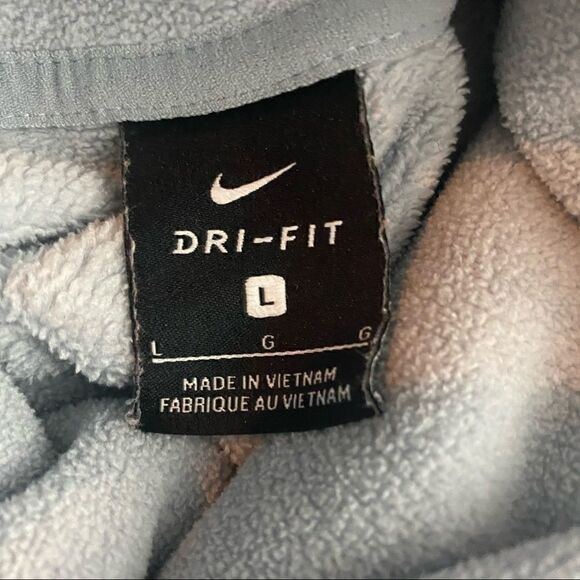 DRI-FIT
L
L G G
MADE IN VIETNAM
FABRIQUE AU VIETNAM